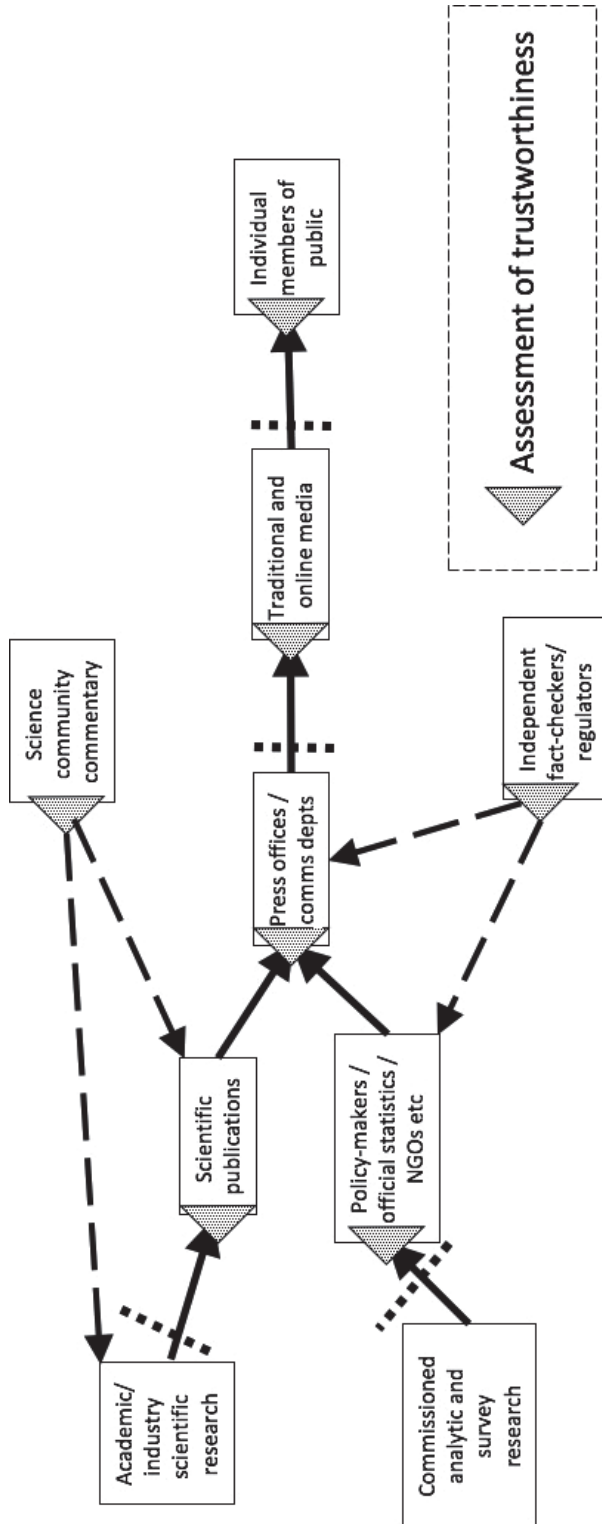 Academic/
industry
scientific
research
Commissioned
analytic and
survey
research
Scientific
publications
Policy-makers /
official statistics /
NGOs etc
Press offices /
comms depts
Science
community
commentary
Independent
fact-checkers/
regulators
Traditional and
online media
Individual
members of
public
Assessment of trustworthiness